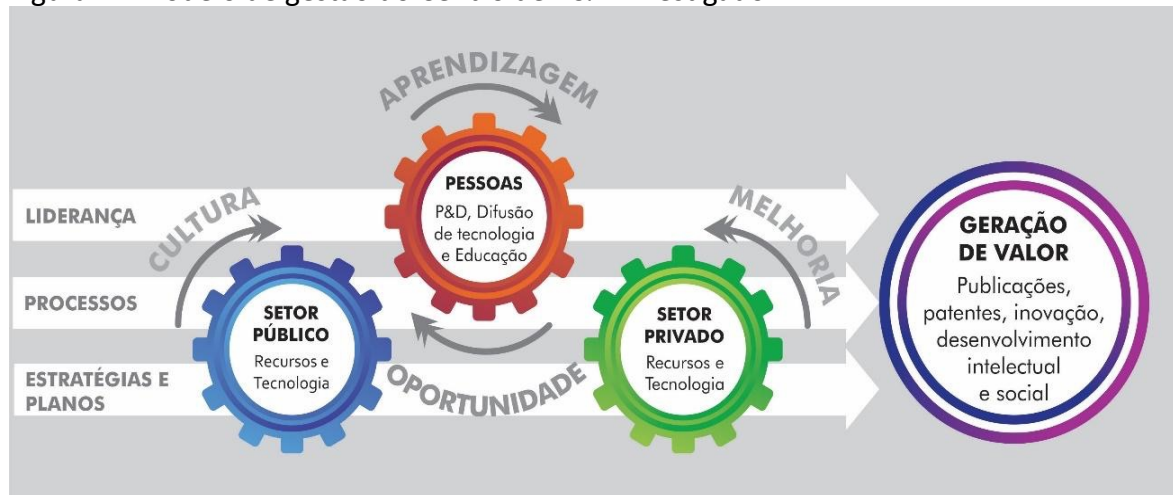 APRENDIZAGEM
CULTURA
MELHORIA
OPORTUNIDADE
LIDERANÇA
PROCESSOS
ESTRATÉGIAS E
PLANOS
PESSOAS
P&D, Difusão
de tecnologia
e Educação
SETOR
PÚBLICO
Recursos e
Tecnologia
SETOR
PRIVADO
Recursos e
Tecnologia
GERAÇÃO
DE VALOR
Publicações,
patentes, inovação,
desenvolvimento
intelectual
e social